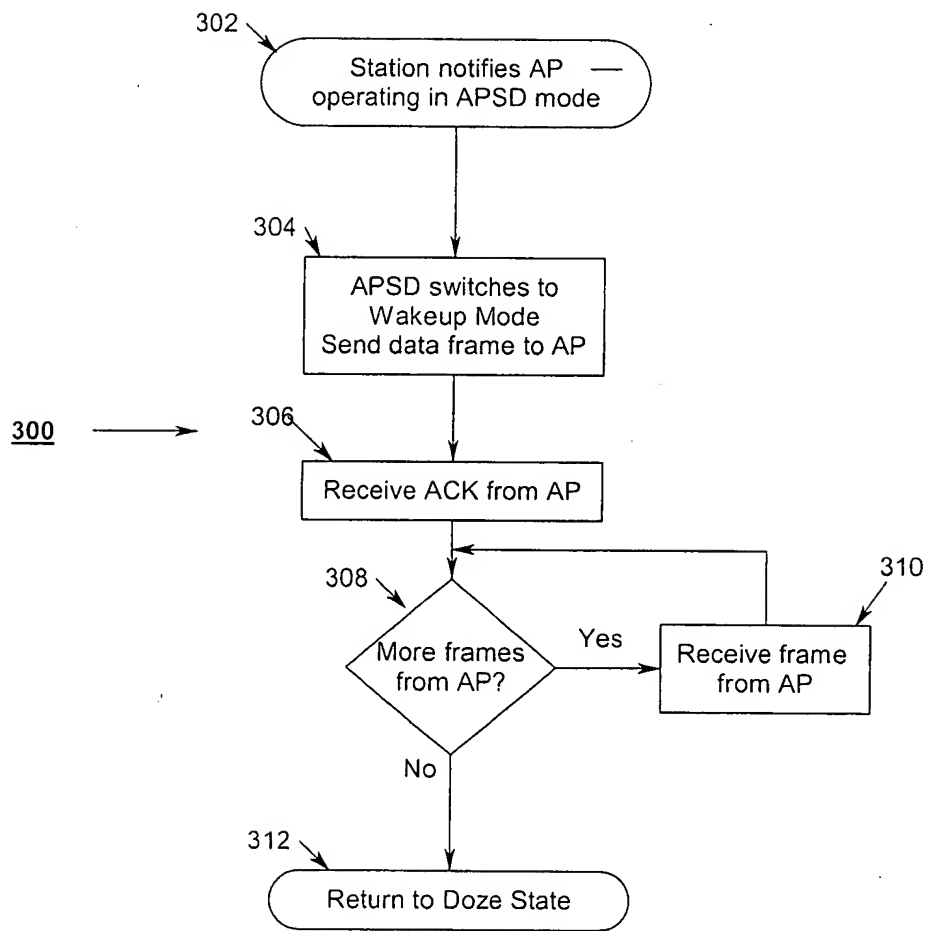 302
Station notifies AP —
operating in APSD mode
304
APSD switches to
Wakeup Mode
Send data frame to AP
300
306
Receive ACK from AP
308
310
More frames
from AP?
Yes
Receive frame
from AP
No
312
Return to Doze State